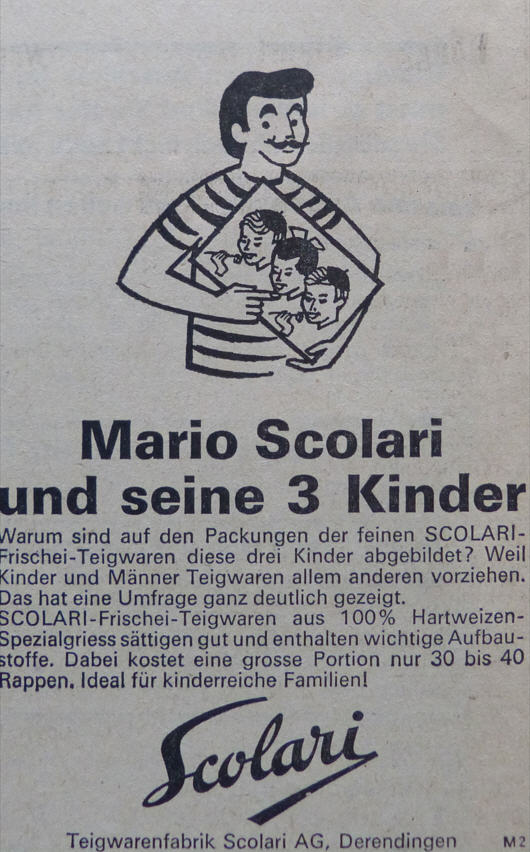 Mario Scolari
und seine 3 Kinder
Warum sind auf den Packungen der feinen SCOLARI-
Frischei-Teigwaren diese drei Kinder abgebildet? Weil
Kinder und Männer Teigwaren allem anderen vorziehen.
Das hat eine Umfrage ganz deutlich gezeigt.
SCOLARI-Frischei-Teigwaren aus 100% Hartweizen-
Spezialgriess sättigen gut und enthalten wichtige Aufbau-
stoffe. Dabei kostet eine grosse Portion nur 30 bis 40
Rappen. Ideal für kinderreiche Familien!
Scolari
Teigwarenfabrik Scolari AG, Derendingen M2